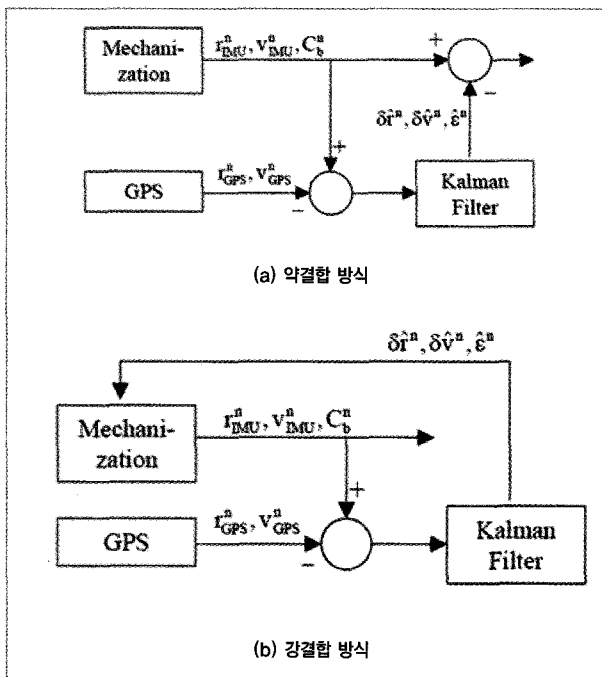 Mechani-
zation
r^n_IMU, v^n_IMU, C^n_b
+
−
δr̂^n, δv̂^n, ε̂^n
+
GPS
r^n_GPS, v^n_GPS
−
Kalman
Filter
(a) 약결합 방식
δr̂^n, δv̂^n, ε̂^n
Mechani-
zation
r^n_IMU, v^n_IMU, C^n_b
+
GPS
r^n_GPS, v^n_GPS
−
Kalman
Filter
(b) 강결합 방식